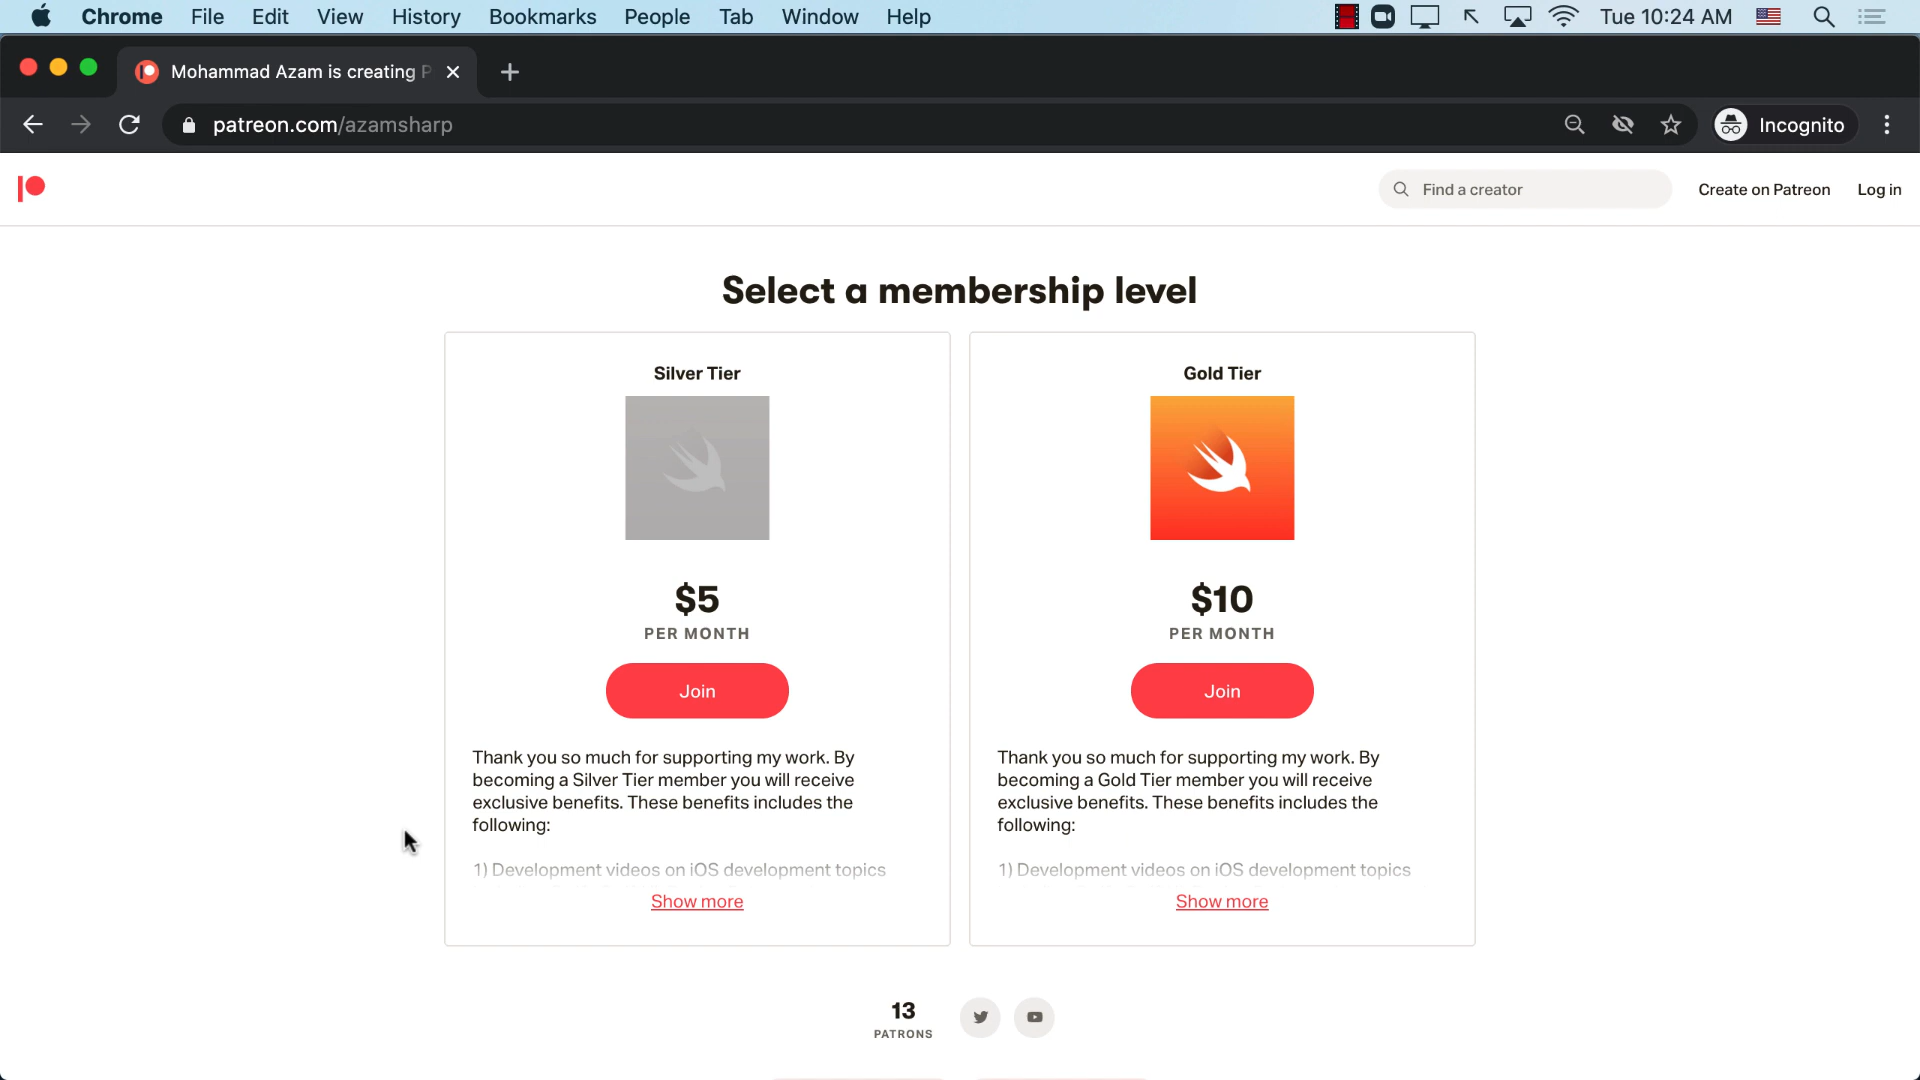 Chrome File Edit View History Bookmarks People Tab Window Help Tue 10:24 AM
Mohammad Azam is creating P
patreon.com/azamsharp Incognito
Find a creator Create on Patreon Log in
Select a membership level
Silver Tier
$5
PER MONTH
Join
Thank you so much for supporting my work. By
becoming a Silver Tier member you will receive
exclusive benefits. These benefits includes the
following:
1) Development videos on iOS development topics
Show more
Gold Tier
$10
PER MONTH
Join
Thank you so much for supporting my work. By
becoming a Gold Tier member you will receive
exclusive benefits. These benefits includes the
following:
1) Development videos on iOS development topics
Show more
13
PATRONS